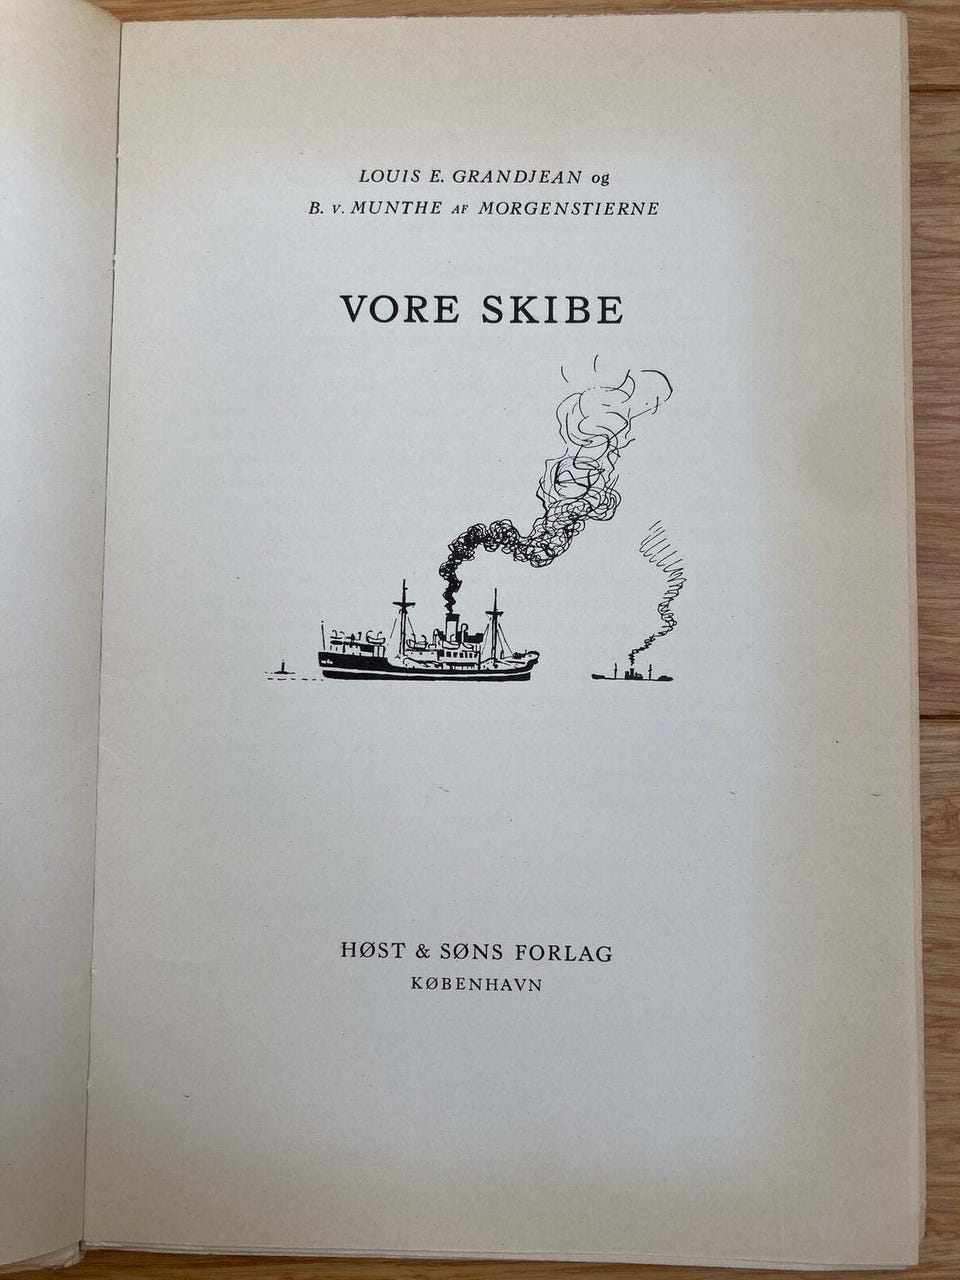 LOUIS E. GRANDJEAN og
B. v. MUNTHE AF MORGENSTIERNE
VORE SKIBE
HØST & SØNS FORLAG
KØBENHAVN